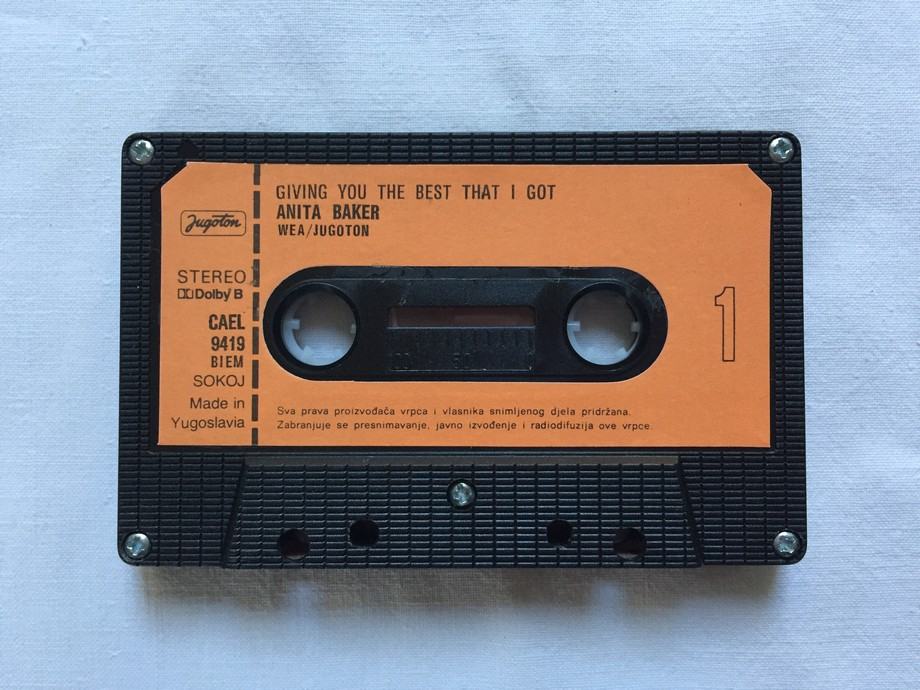 GIVING YOU THE BEST THAT I GOT
ANITA BAKER
WEA/JUGOTON
Jugoton
STEREO
Dolby B
CAEL
9419
BIEM
SOKOJ
Made in
Yugoslavia
1
50
Sva prava proizvođača vrpca i vlasnika snimljenog djela pridržana.
Zabranjuje se presnimavanje, javno izvođenje i radiodifuzija ove vrpce.